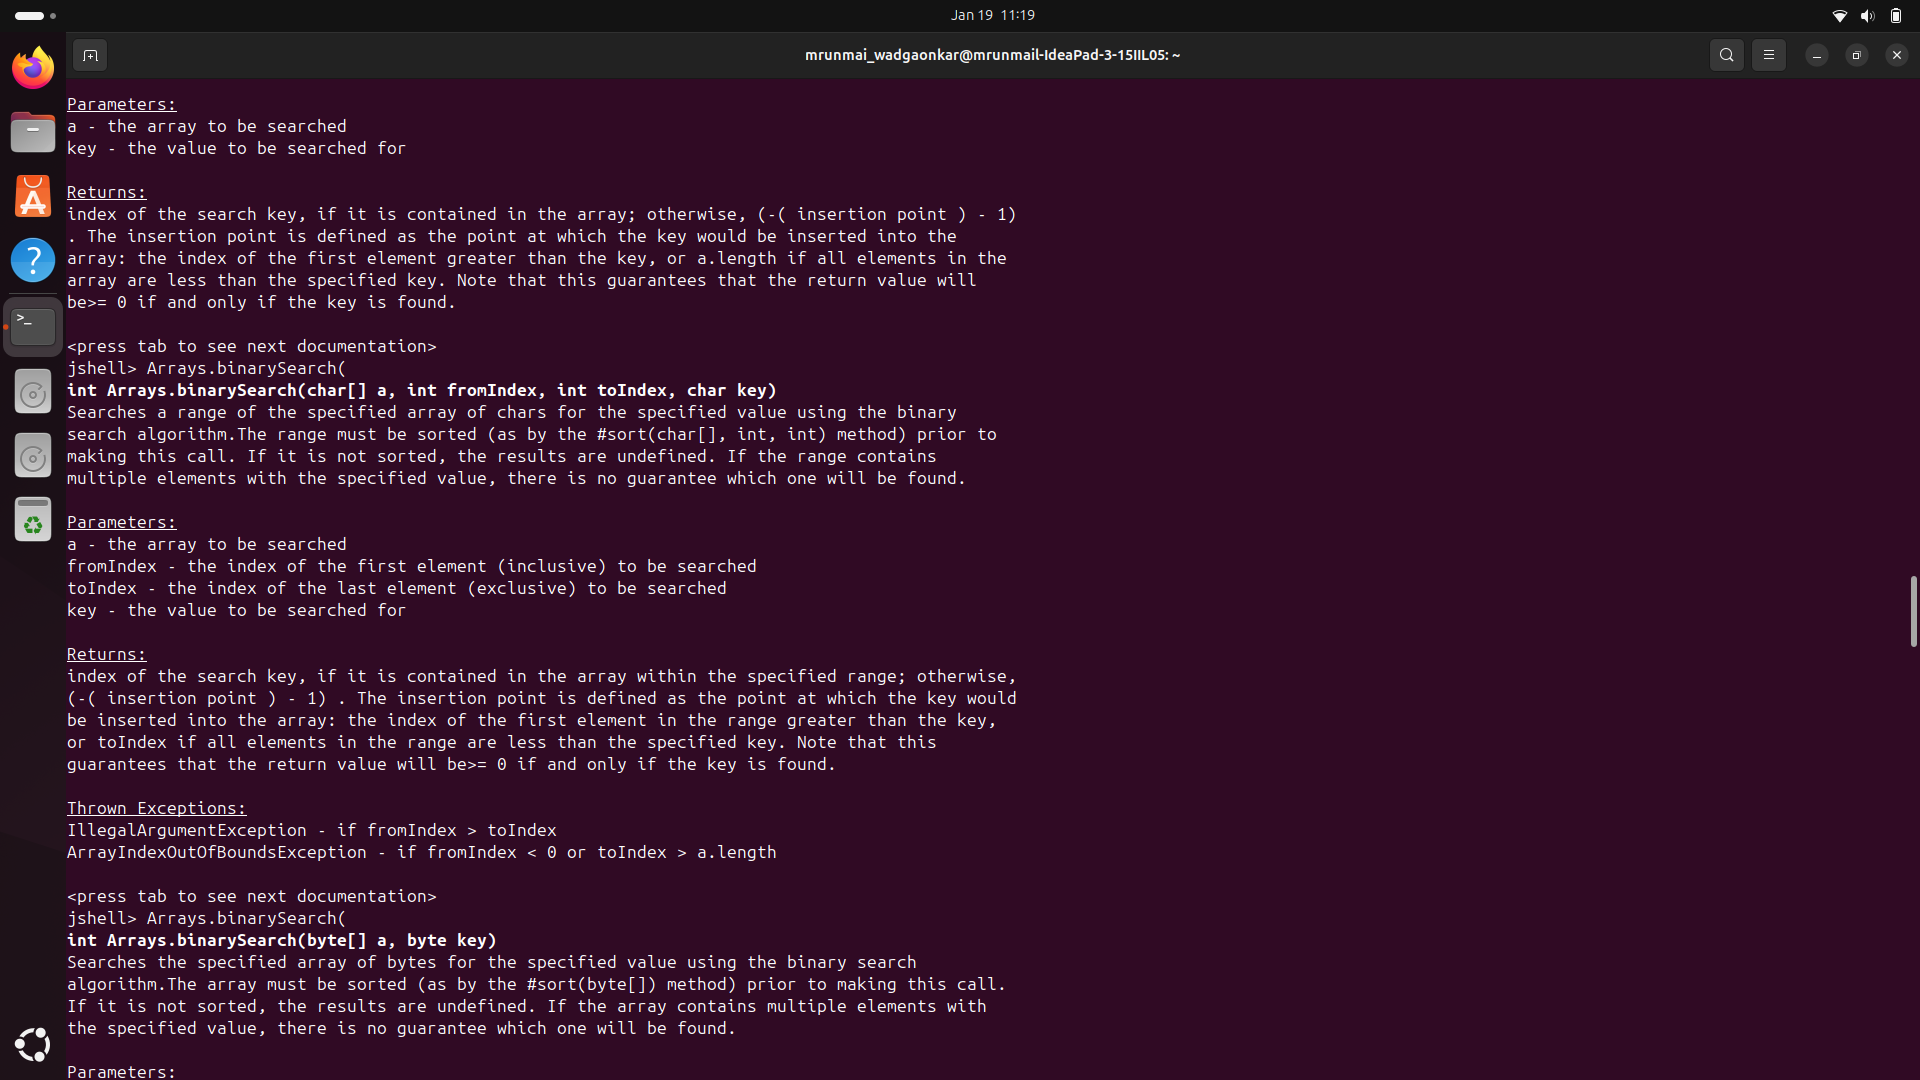 Jan 19 11:19
mrunmai_wadgaonkar@mrunmail-IdeaPad-3-15IIL05: ~
Parameters:
a - the array to be searched
key - the value to be searched for
Returns:
index of the search key, if it is contained in the array; otherwise, (-( insertion point ) - 1)
. The insertion point is defined as the point at which the key would be inserted into the
array: the index of the first element greater than the key, or a.length if all elements in the
array are less than the specified key. Note that this guarantees that the return value will
be>= 0 if and only if the key is found.
<press tab to see next documentation>
jshell> Arrays.binarySearch(
int Arrays.binarySearch(char[] a, int fromIndex, int toIndex, char key)
Searches a range of the specified array of chars for the specified value using the binary
search algorithm.The range must be sorted (as by the #sort(char[], int, int) method) prior to
making this call. If it is not sorted, the results are undefined. If the range contains
multiple elements with the specified value, there is no guarantee which one will be found.
Parameters:
a - the array to be searched
fromIndex - the index of the first element (inclusive) to be searched
toIndex - the index of the last element (exclusive) to be searched
key - the value to be searched for
Returns:
index of the search key, if it is contained in the array within the specified range; otherwise,
(-( insertion point ) - 1) . The insertion point is defined as the point at which the key would
be inserted into the array: the index of the first element in the range greater than the key,
or toIndex if all elements in the range are less than the specified key. Note that this
guarantees that the return value will be>= 0 if and only if the key is found.
Thrown Exceptions:
IllegalArgumentException - if fromIndex > toIndex
ArrayIndexOutOfBoundsException - if fromIndex < 0 or toIndex > a.length
<press tab to see next documentation>
jshell> Arrays.binarySearch(
int Arrays.binarySearch(byte[] a, byte key)
Searches the specified array of bytes for the specified value using the binary search
algorithm.The array must be sorted (as by the #sort(byte[]) method) prior to making this call.
If it is not sorted, the results are undefined. If the array contains multiple elements with
the specified value, there is no guarantee which one will be found.
Parameters: